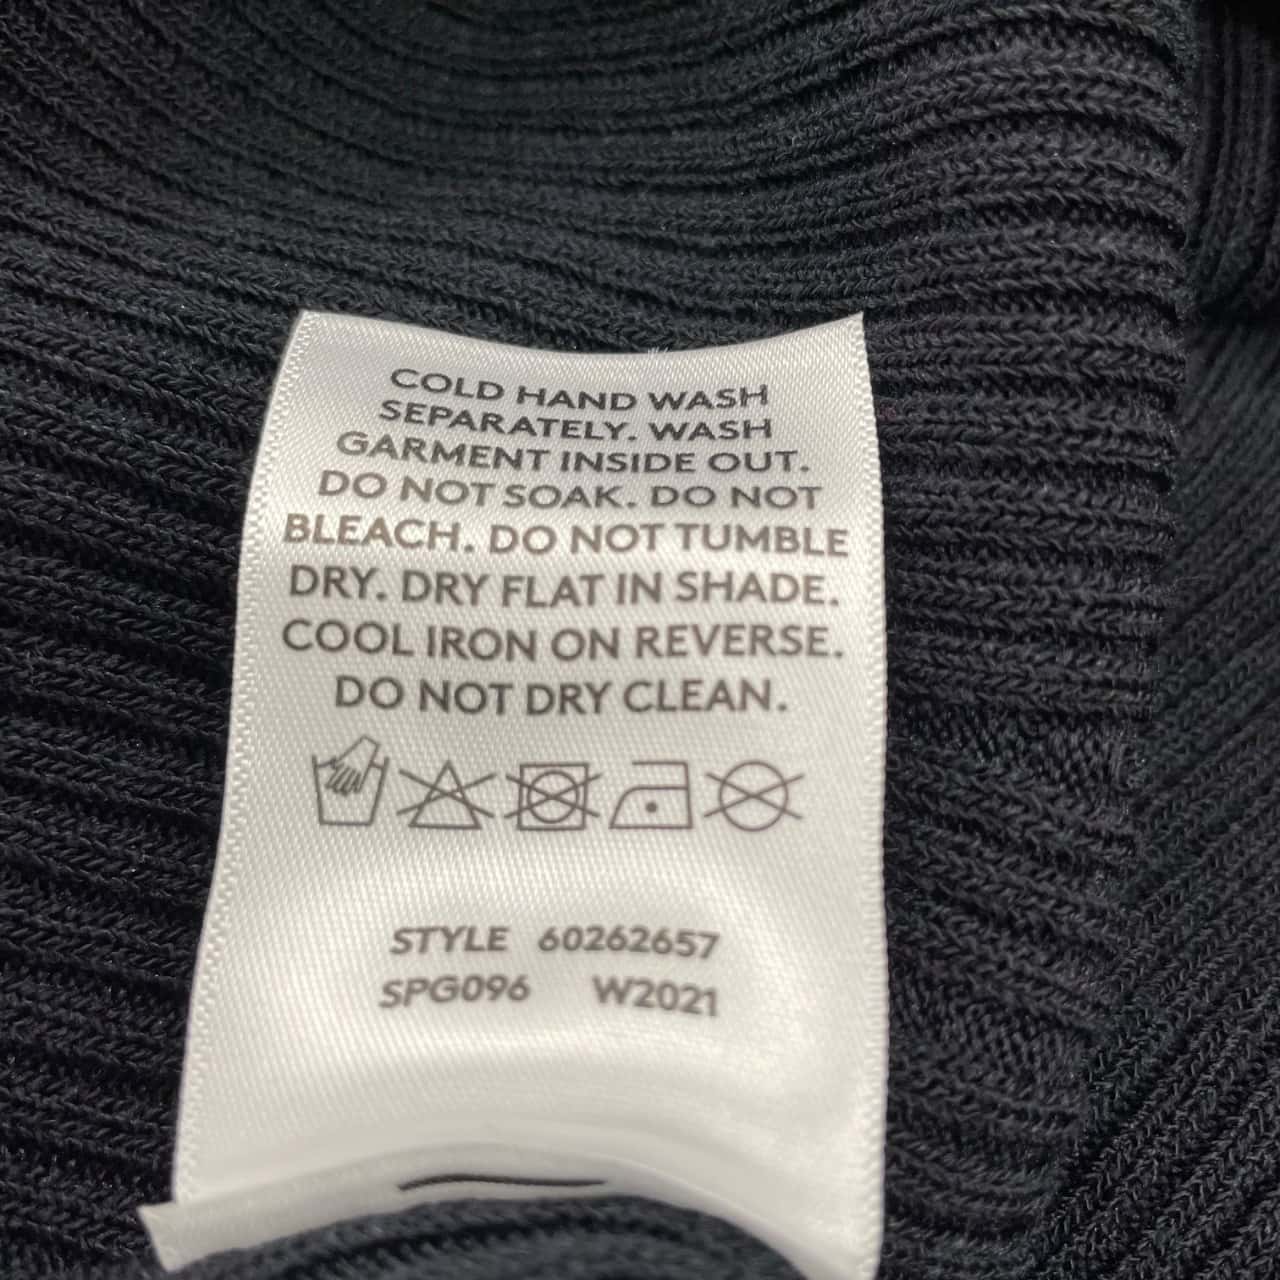 COLD HAND WASH
SEPARATELY. WASH
GARMENT INSIDE OUT.
DO NOT SOAK. DO NOT
BLEACH. DO NOT TUMBLE
DRY. DRY FLAT IN SHADE.
COOL IRON ON REVERSE.
DO NOT DRY CLEAN.
STYLE 60262657
SPG096 W2021